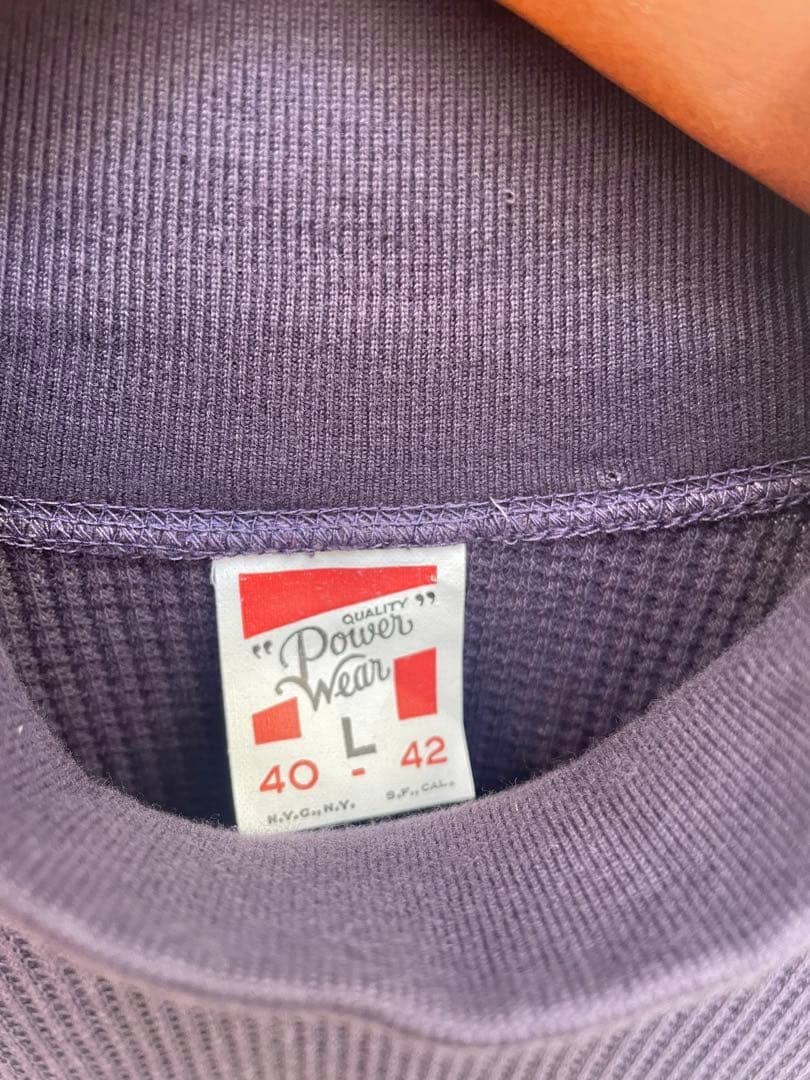 QUALITY
"Power"
Wear
L
40 - 42
N.Y.C., N.Y. S.F., CAL.